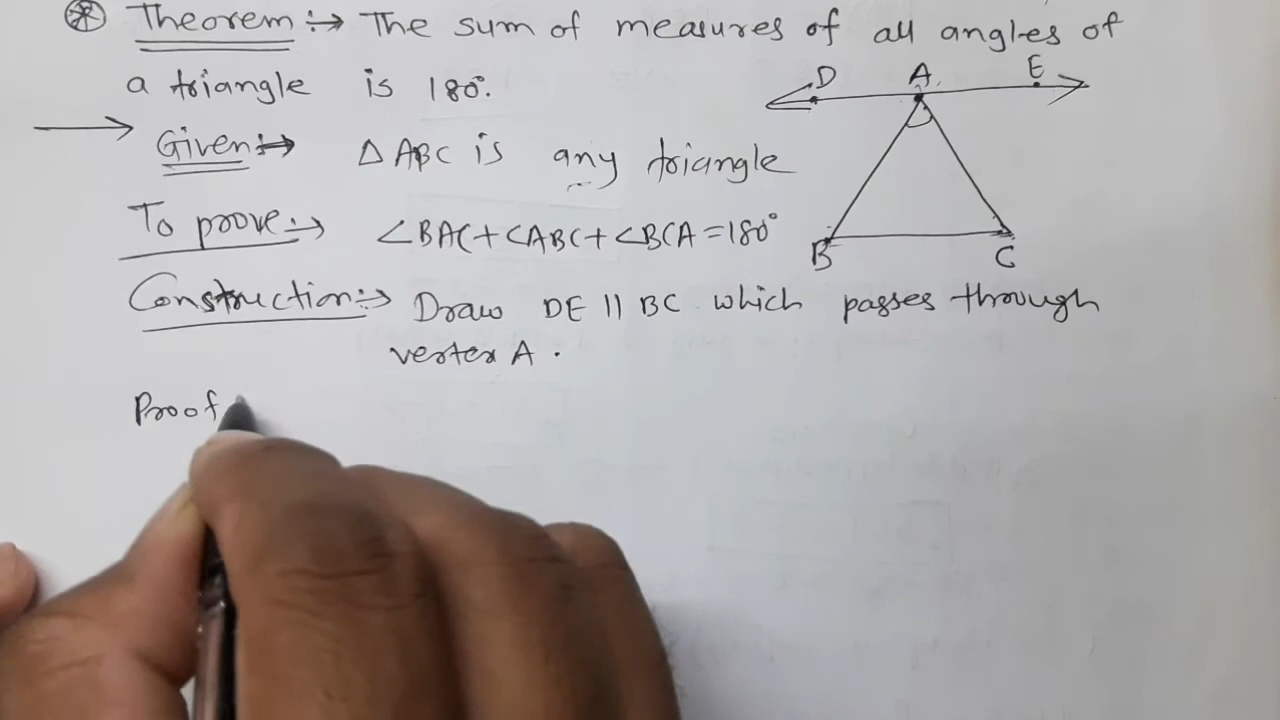 Theorem :→ The sum of measures of all angles of
a triangle is 180°.
D A E
Given :→ △ABC is any triangle
To prove :→ ∠BAC + ∠ABC + ∠BCA = 180°
B C
Construction :→ Draw DE || BC which passes through
vertex A .
Proof